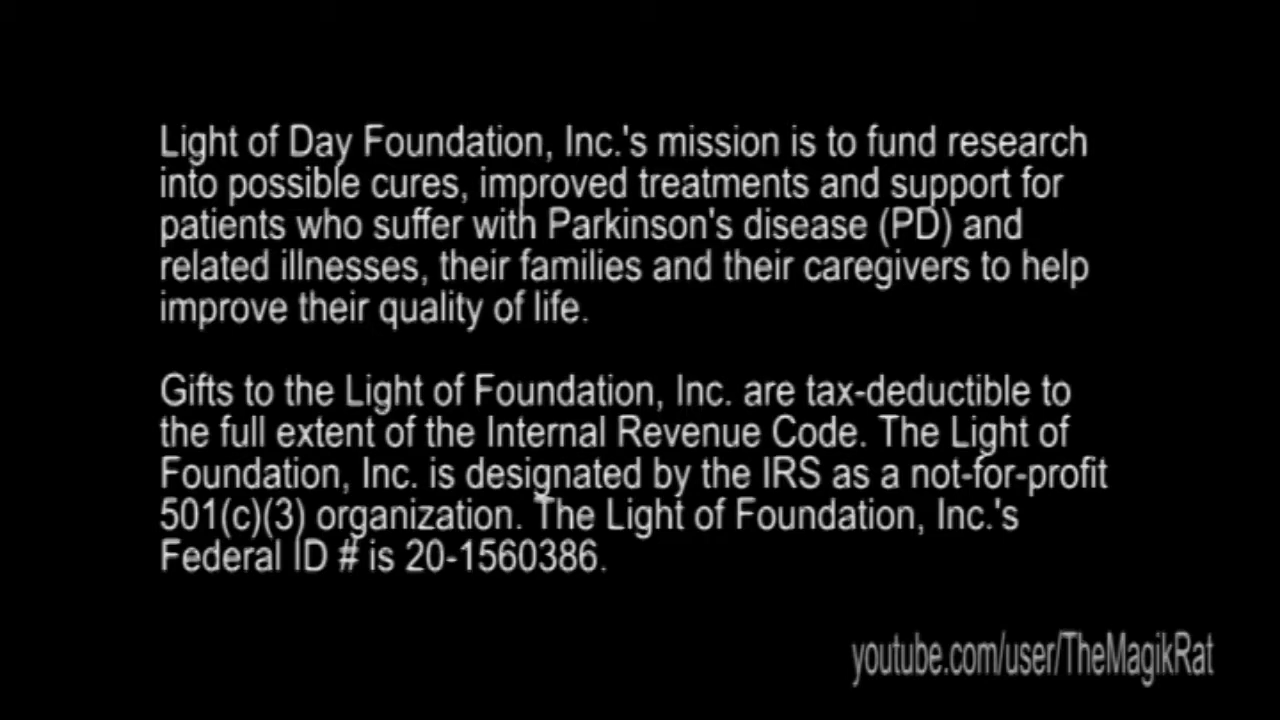 Light of Day Foundation, Inc.'s mission is to fund research
into possible cures, improved treatments and support for
patients who suffer with Parkinson's disease (PD) and
related illnesses, their families and their caregivers to help
improve their quality of life.
Gifts to the Light of Foundation, Inc. are tax-deductible to
the full extent of the Internal Revenue Code. The Light of
Foundation, Inc. is designated by the IRS as a not-for-profit
501(c)(3) organization. The Light of Foundation, Inc.'s
Federal ID # is 20-1560386.
youtube.com/user/TheMagikRat